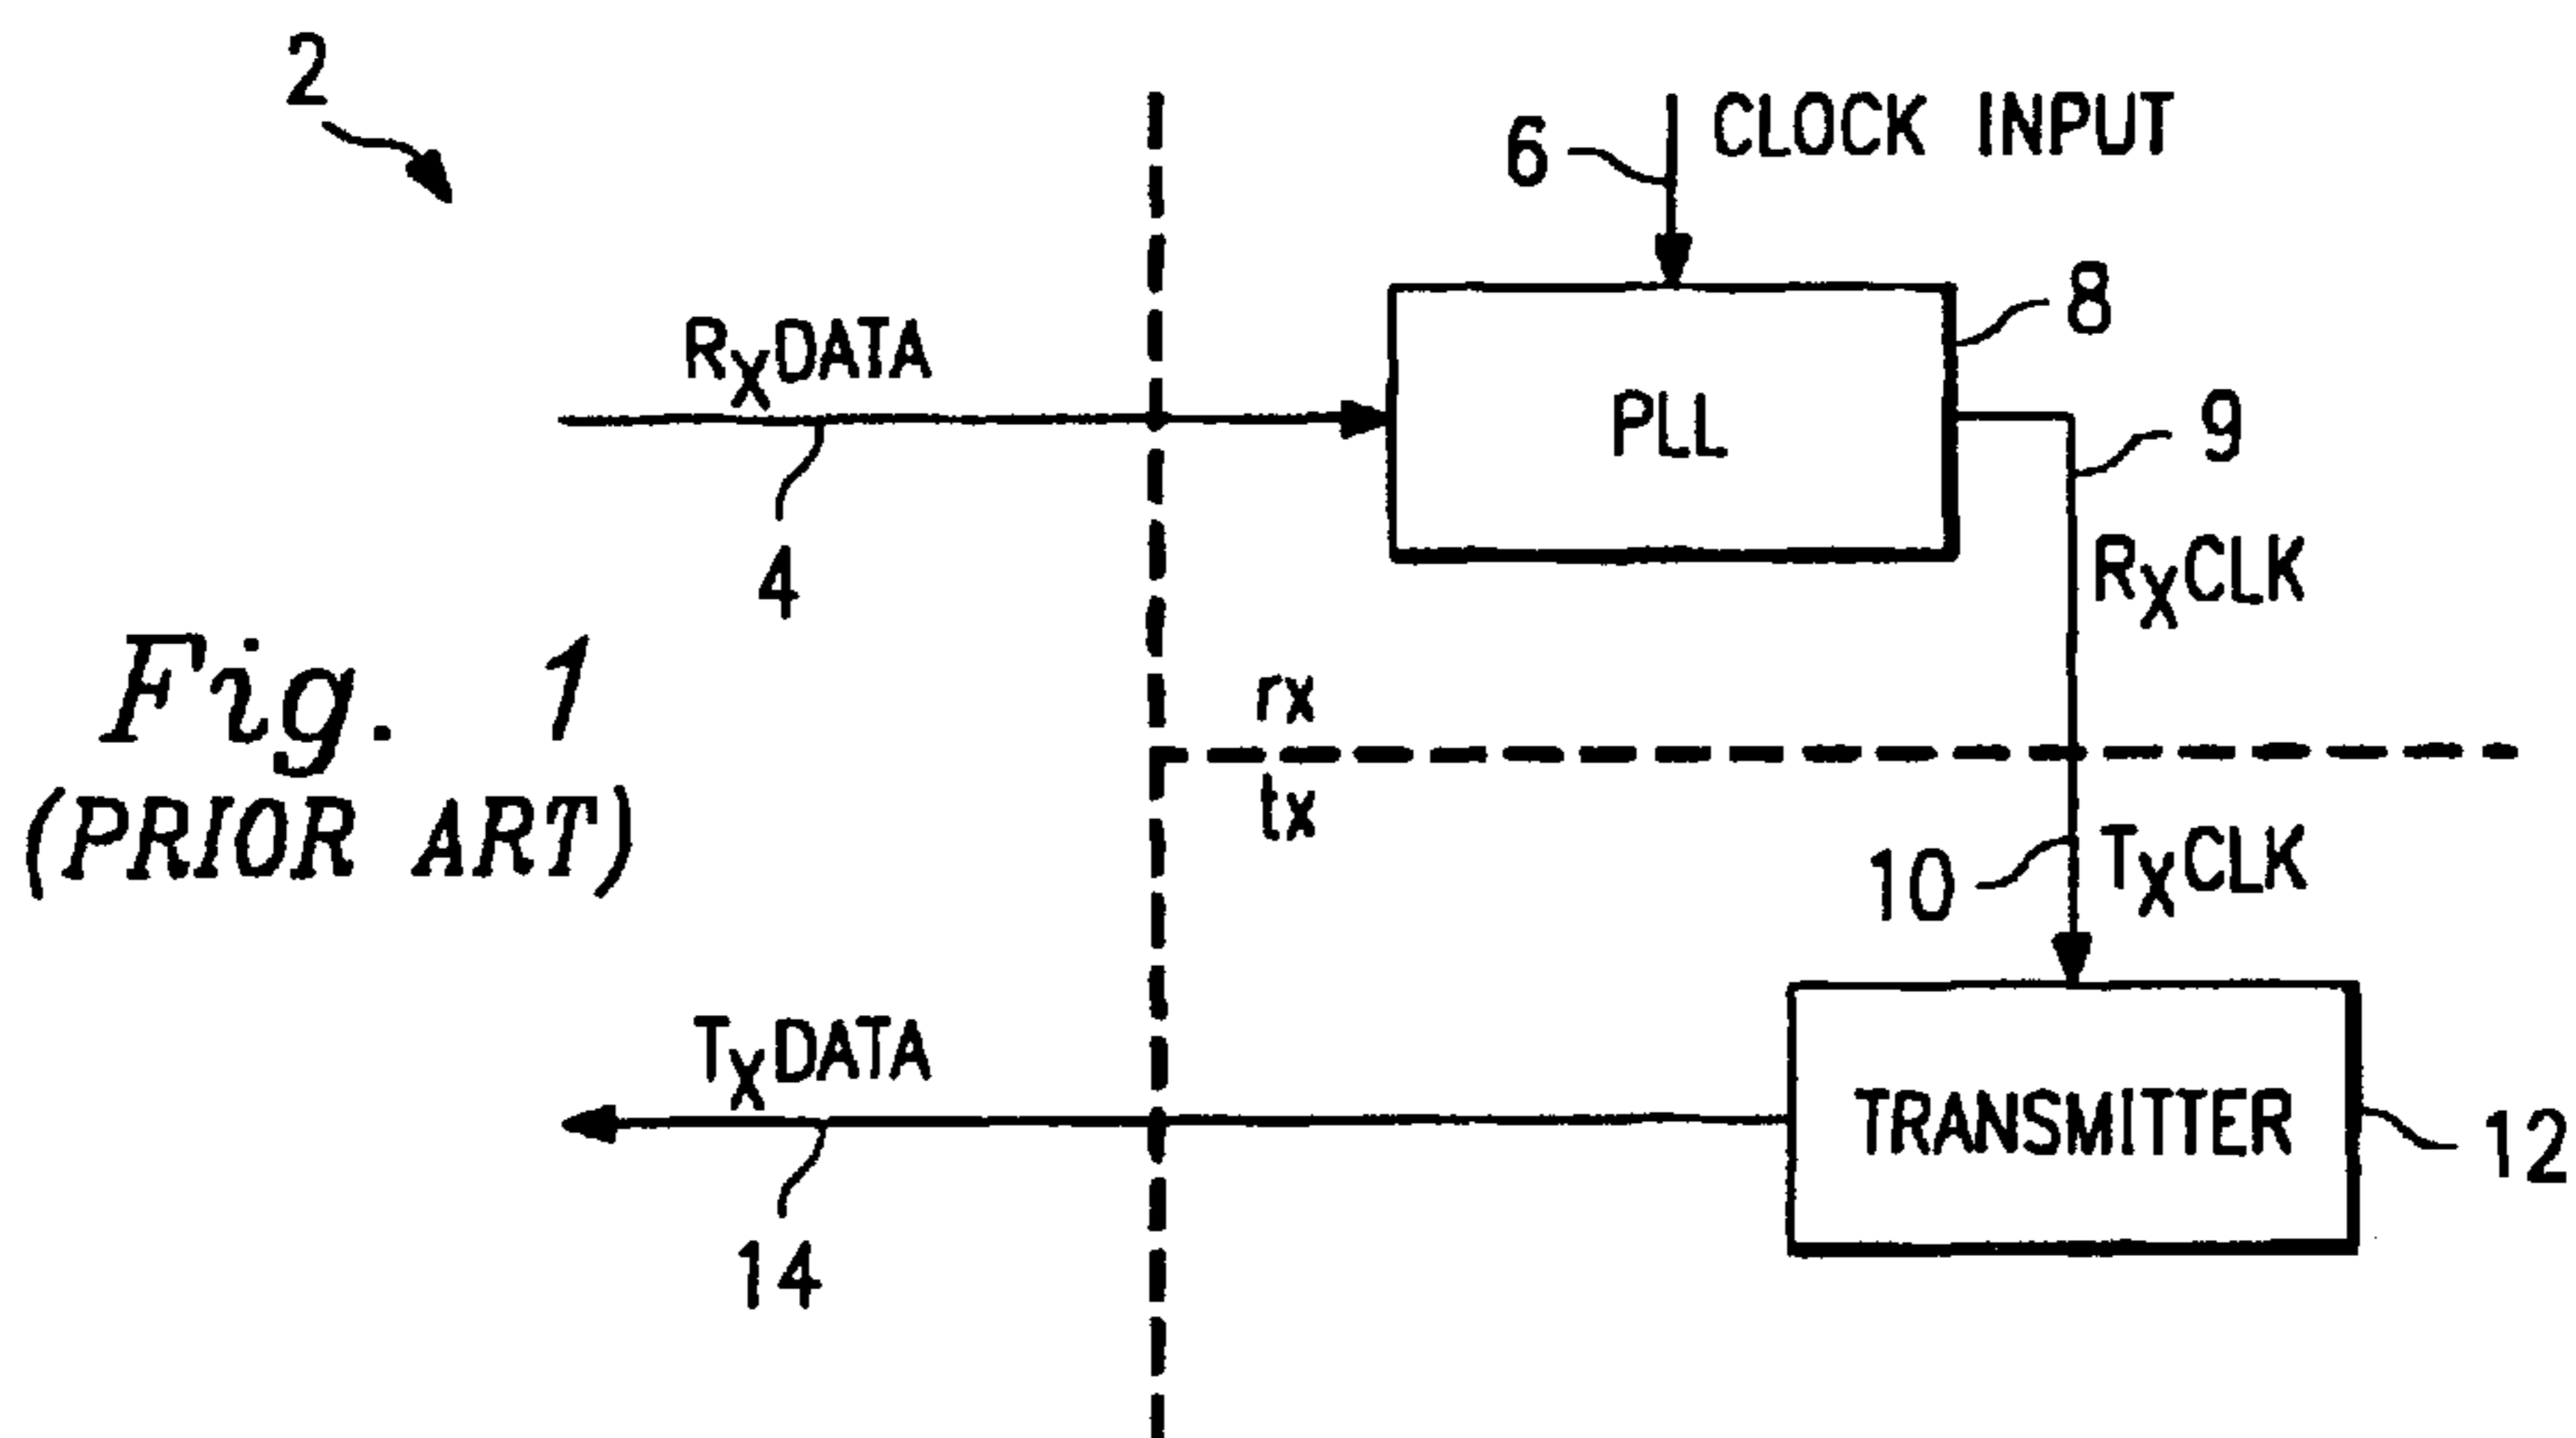 2
6
CLOCK INPUT
8
RXDATA
PLL
9
4
RXCLK
Fig. 1
rx
(PRIOR ART)
tx
10
TXCLK
TXDATA
TRANSMITTER
12
14